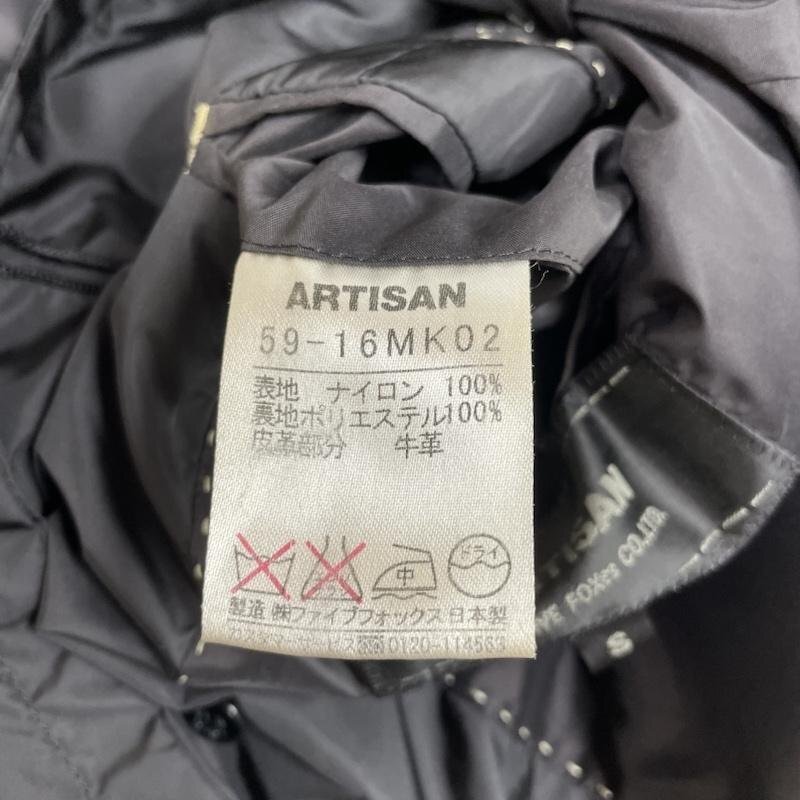 ARTISAN
59-16MK02
表地 ナイロン 100%
裏地ポリエステル100%
皮革部分 牛革
中
ドライ
製造 ㈱ファイブフォックス 日本製
0120-114563
ARTISAN
FIVE FOXes CO.,LTD.
S